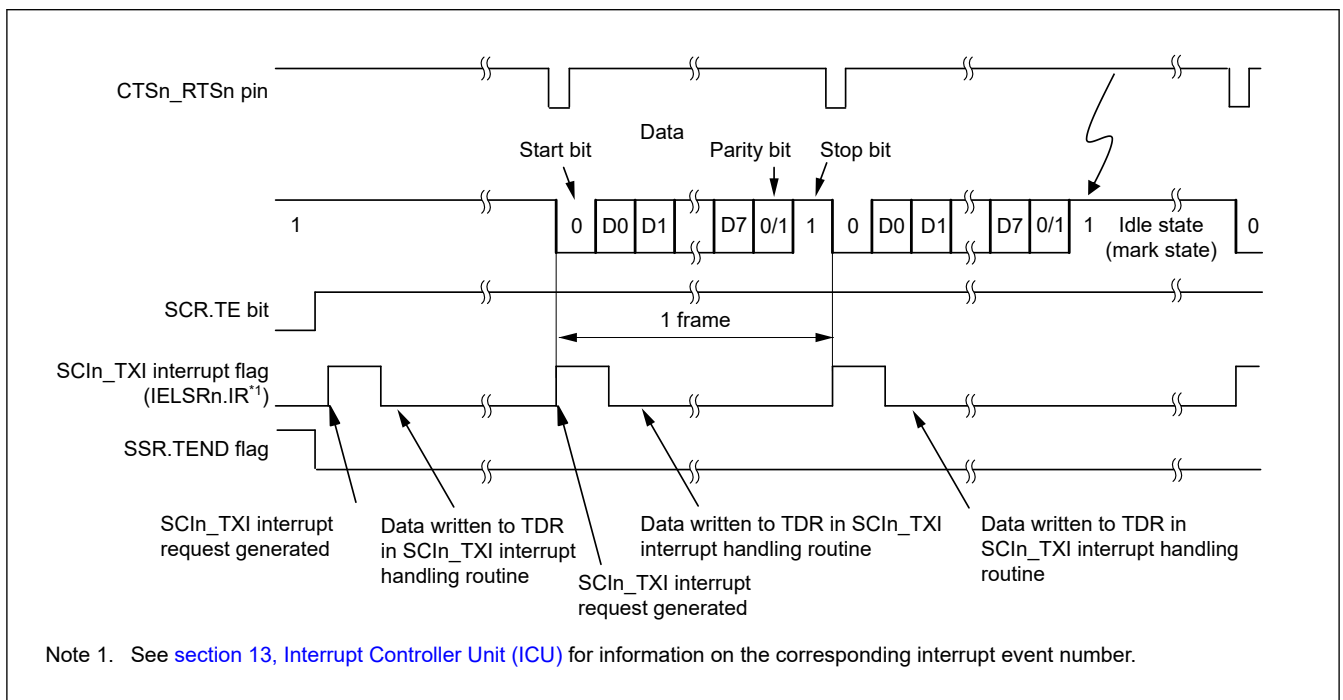 CTSn_RTSn pin
Data
Start bit
Parity bit
Stop bit
1
0
D0
D1
D7
0/1
1
0
D0
D1
D7
0/1
1
Idle state
(mark state)
0
SCR.TE bit
1 frame
SCIn_TXI interrupt flag
(IELSRn.IR*1)
SSR.TEND flag
SCIn_TXI interrupt
request generated
Data written to TDR
in SCIn_TXI interrupt
handling routine
SCIn_TXI interrupt
request generated
Data written to TDR in SCIn_TXI
interrupt handling routine
Data written to TDR in
SCIn_TXI interrupt handling
routine
Note 1. See section 13, Interrupt Controller Unit (ICU) for information on the corresponding interrupt event number.